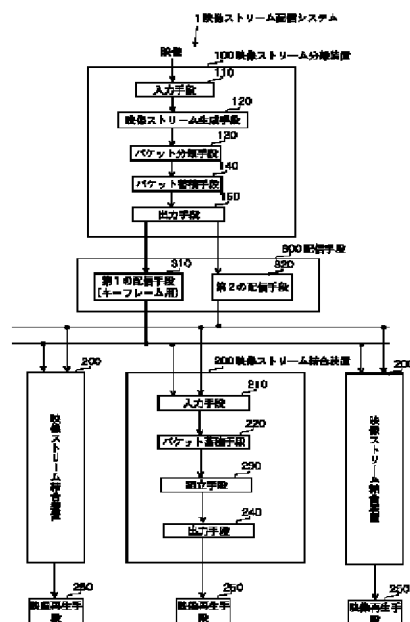 1映像ストリーム配信システム
映像
100映像ストリーム分離装置
110
入力手段
120
映像ストリーム生成手段
130
パケット分離手段
140
パケット蓄積手段
150
出力手段
300配信手段
310
第1の配信手段
(キーフレーム用)
320
第2の配信手段
200
映像ストリーム結合装置
200映像ストリーム結合装置
210
入力手段
220
パケット蓄積手段
230
組立手段
240
出力手段
200
映像ストリーム結合装置
250
映像再生手
段
250
映像再生手
段
250
映像再生手
段